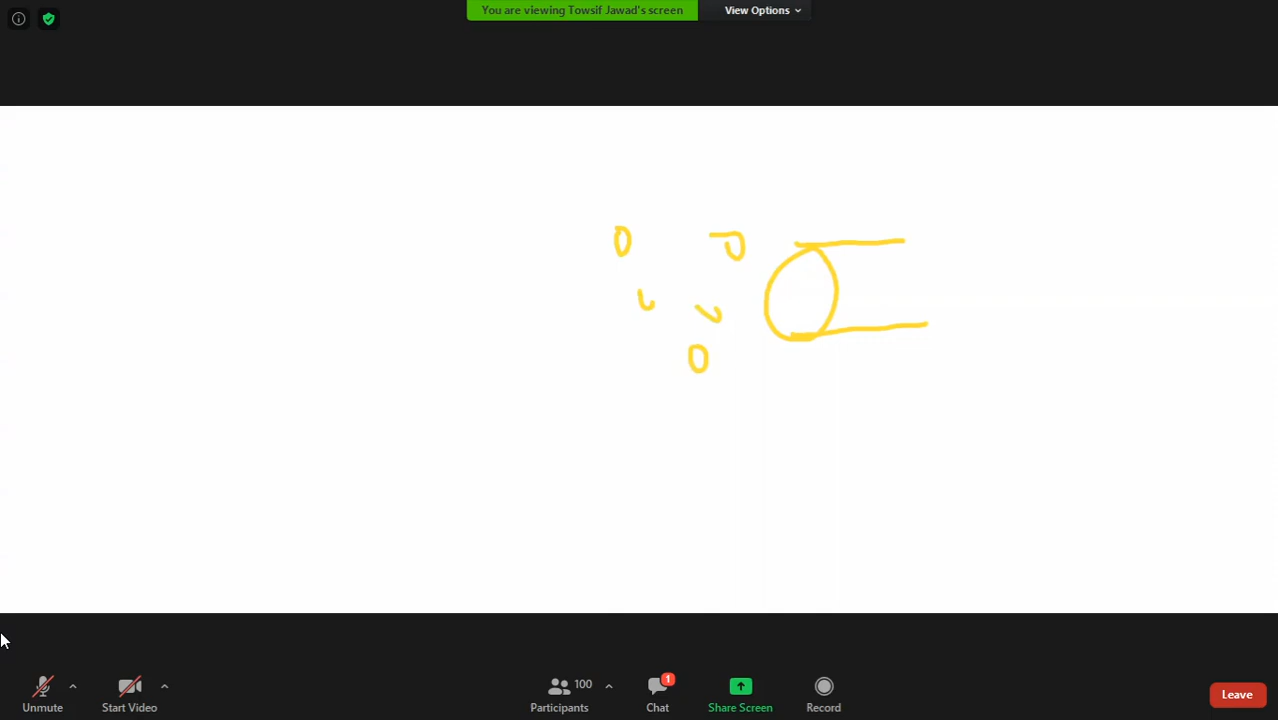 You are viewing Towsif Jawad's screen
View Options
Unmute
Start Video
100
Participants
1
Chat
Share Screen
Record
Leave